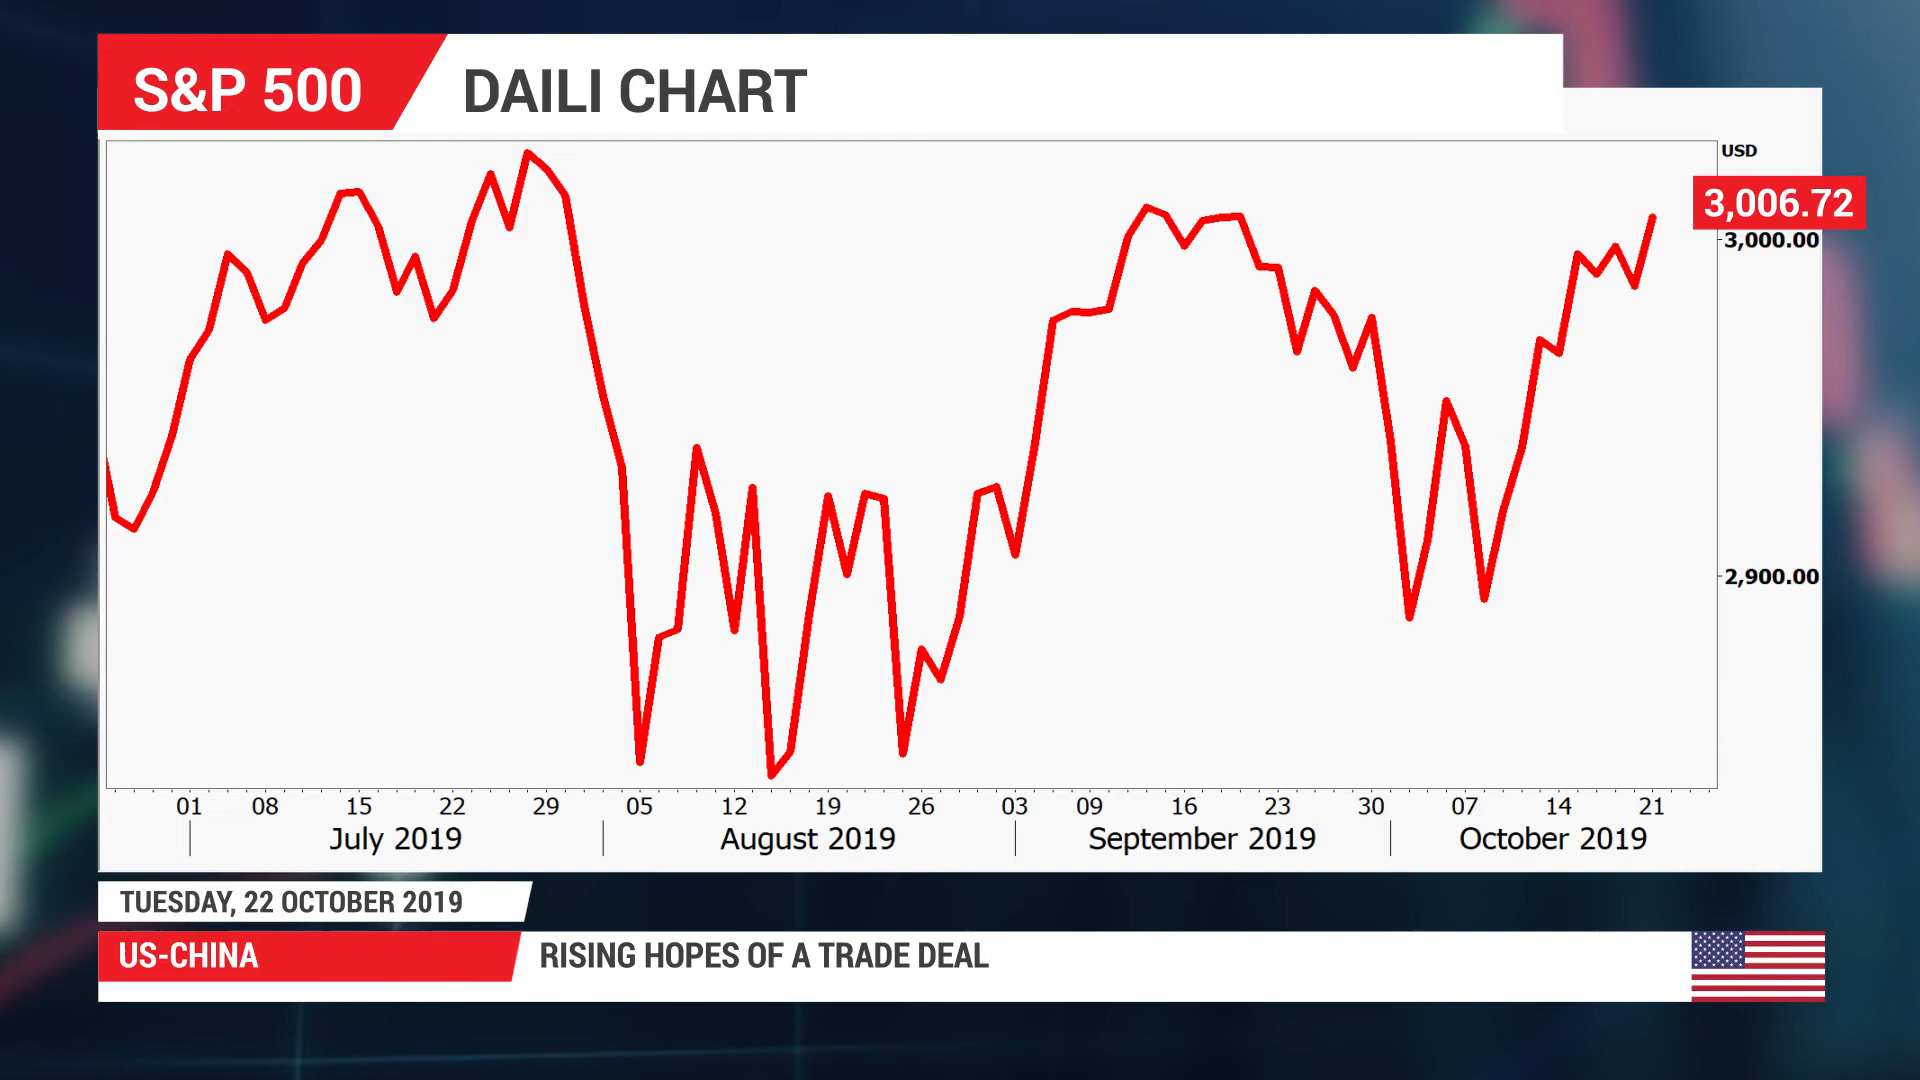 S&P 500 DAILI CHART
USD
3,006.72
3,000.00
2,900.00
01 08 15 22 29 05 12 19 26 03 09 16 23 30 07 14 21
July 2019 August 2019 September 2019 October 2019
TUESDAY, 22 OCTOBER 2019
US-CHINA RISING HOPES OF A TRADE DEAL